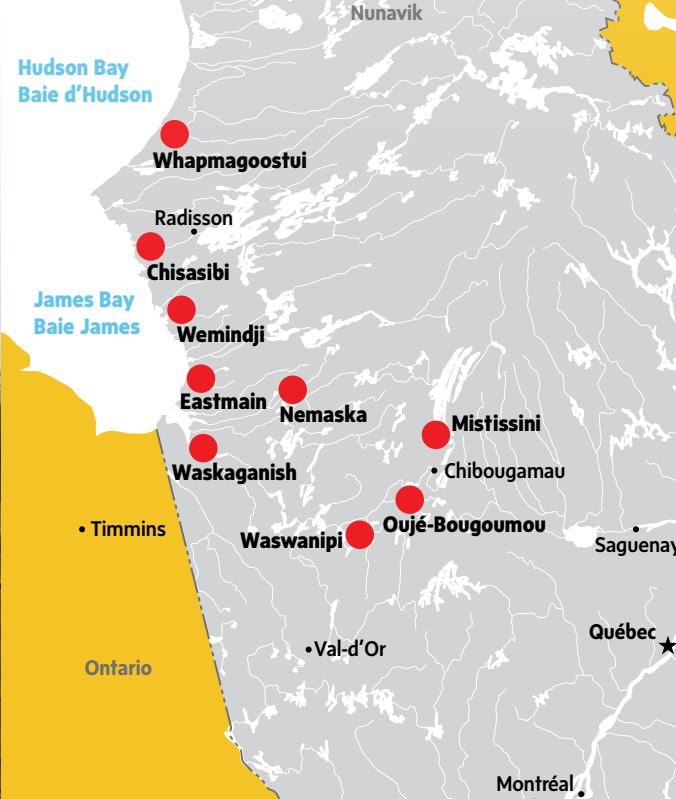 Nunavik
Hudson Bay
Baie d'Hudson
Whapmagoostui
Radisson
Chisasibi
James Bay
Baie James
Wemindji
Eastmain
Nemaska
Mistissini
Waskaganish
Chibougamau
Oujé-Bougoumou
Timmins
Waswanipi
Saguenay
Québec
Val-d'Or
Ontario
Montréal